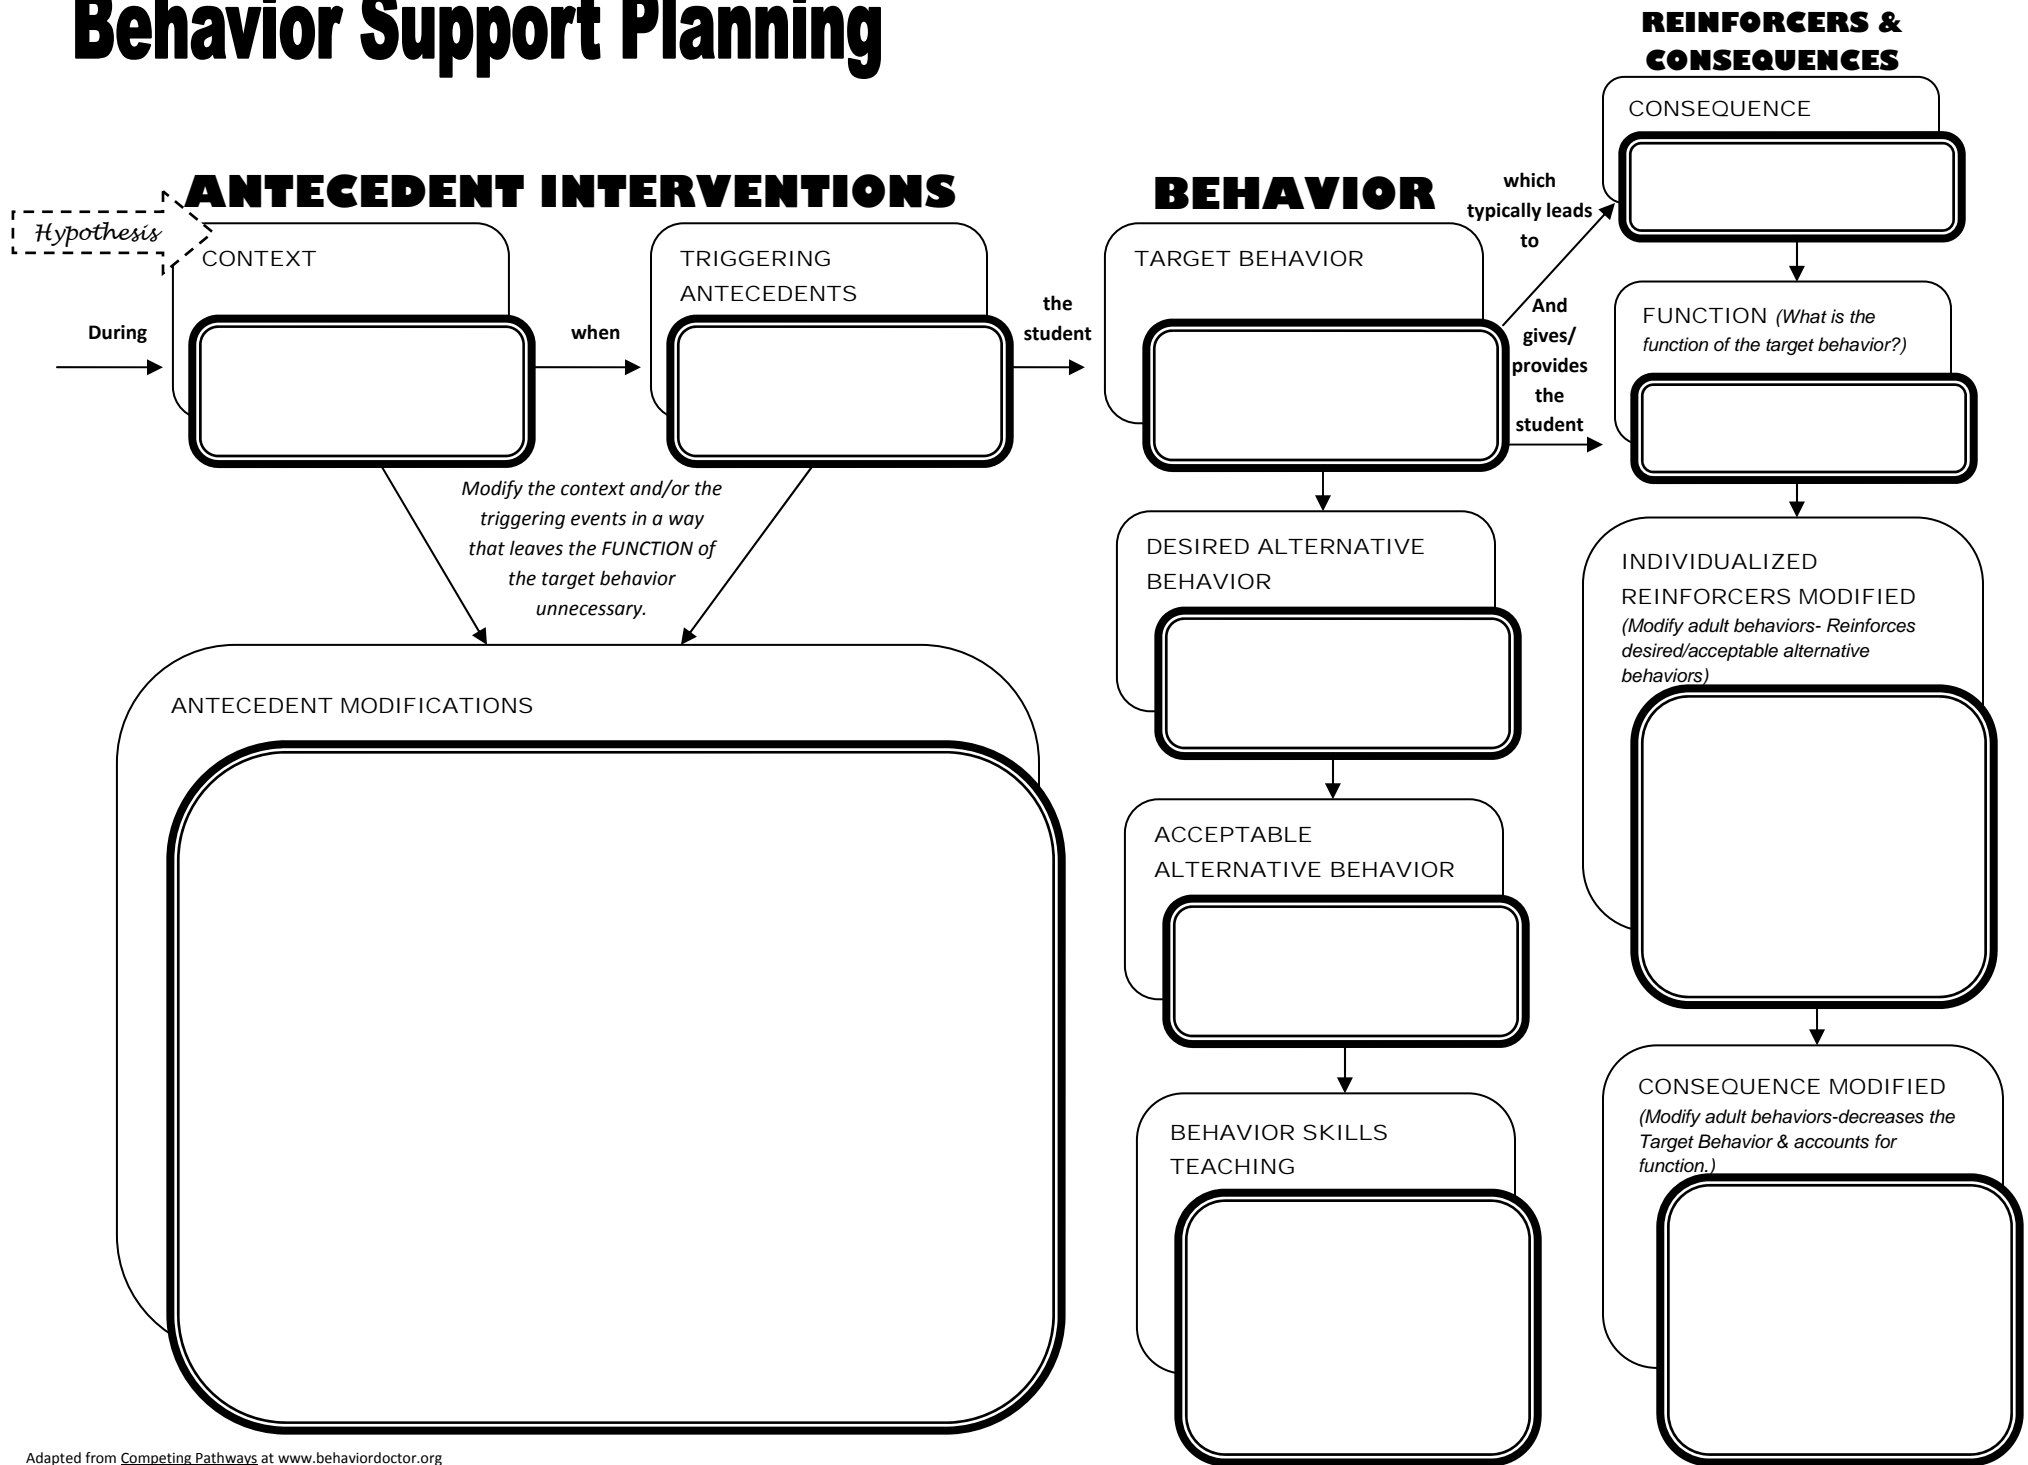 Behavior Support Planning
REINFORCERS &
CONSEQUENCES
CONSEQUENCE
ANTECEDENT INTERVENTIONS
BEHAVIOR
which
typically leads
to
Hypothesis
CONTEXT
TRIGGERING
ANTECEDENTS
TARGET BEHAVIOR
During
when
the
student
And
gives/
provides
the
student
FUNCTION (What is the
function of the target behavior?)
Modify the context and/or the
triggering events in a way
that leaves the FUNCTION of
the target behavior
unnecessary.
DESIRED ALTERNATIVE
BEHAVIOR
INDIVIDUALIZED
REINFORCERS MODIFIED
(Modify adult behaviors- Reinforces
desired/acceptable alternative
behaviors)
ANTECEDENT MODIFICATIONS
ACCEPTABLE
ALTERNATIVE BEHAVIOR
BEHAVIOR SKILLS
TEACHING
CONSEQUENCE MODIFIED
(Modify adult behaviors-decreases the
Target Behavior & accounts for
function.)
Adapted from Competing Pathways at www.behaviordoctor.org